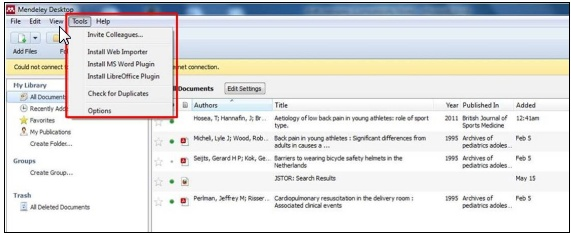 Mendeley Desktop
File Edit View Tools Help
Invite Colleagues...
Install Web Importer
Install MS Word Plugin
Install LibreOffice Plugin
Check for Duplicates
Options
Add Files
Could not connect
net connection.
My Library
All Documents
Recently Add
Favorites
My Publications
Create Folder...
Groups
Create Group...
Trash
All Deleted Documents
Documents Edit Settings
Authors Title Year Published In Added
Hosea, T; Hannafin, J; Br... Aetiology of low back pain in young athletes: role of sport type. 2011 British Journal of Sports Medicine 12:41am
Micheli, Lyle J; Wood, Rob... Back pain in young athletes : Significant differences from adults in causes a ... 1995 Archives of pediatrics adoles... Feb 5
Seijts, Gerard H P; Kok, Ge... Barriers to wearing bicycle safety helmets in the Netherlands 1995 Archives of pediatrics adoles... Feb 5
JSTOR: Search Results May 15
Perlman, Jeffrey M; Risser... Cardiopulmonary resuscitation in the delivery room : Associated clinical events 1995 Archives of pediatrics adoles... Feb 5